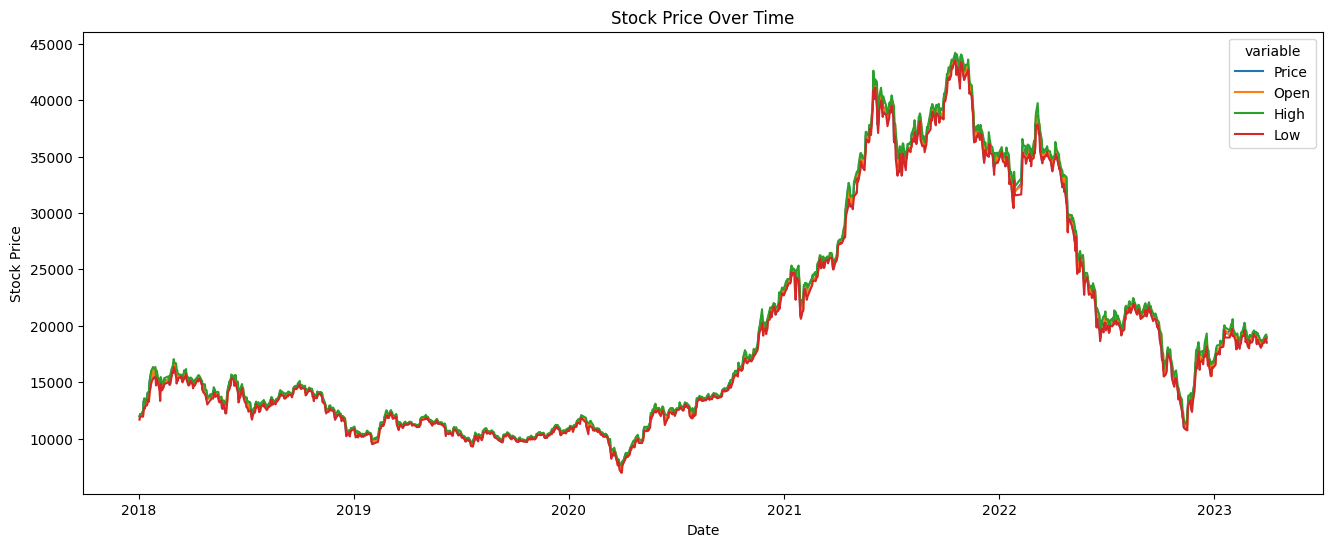 Stock Price Over Time
Stock Price
45000
40000
35000
30000
25000
20000
15000
10000
variable
Price
Open
High
Low
2018 2019 2020 2021 2022 2023
Date